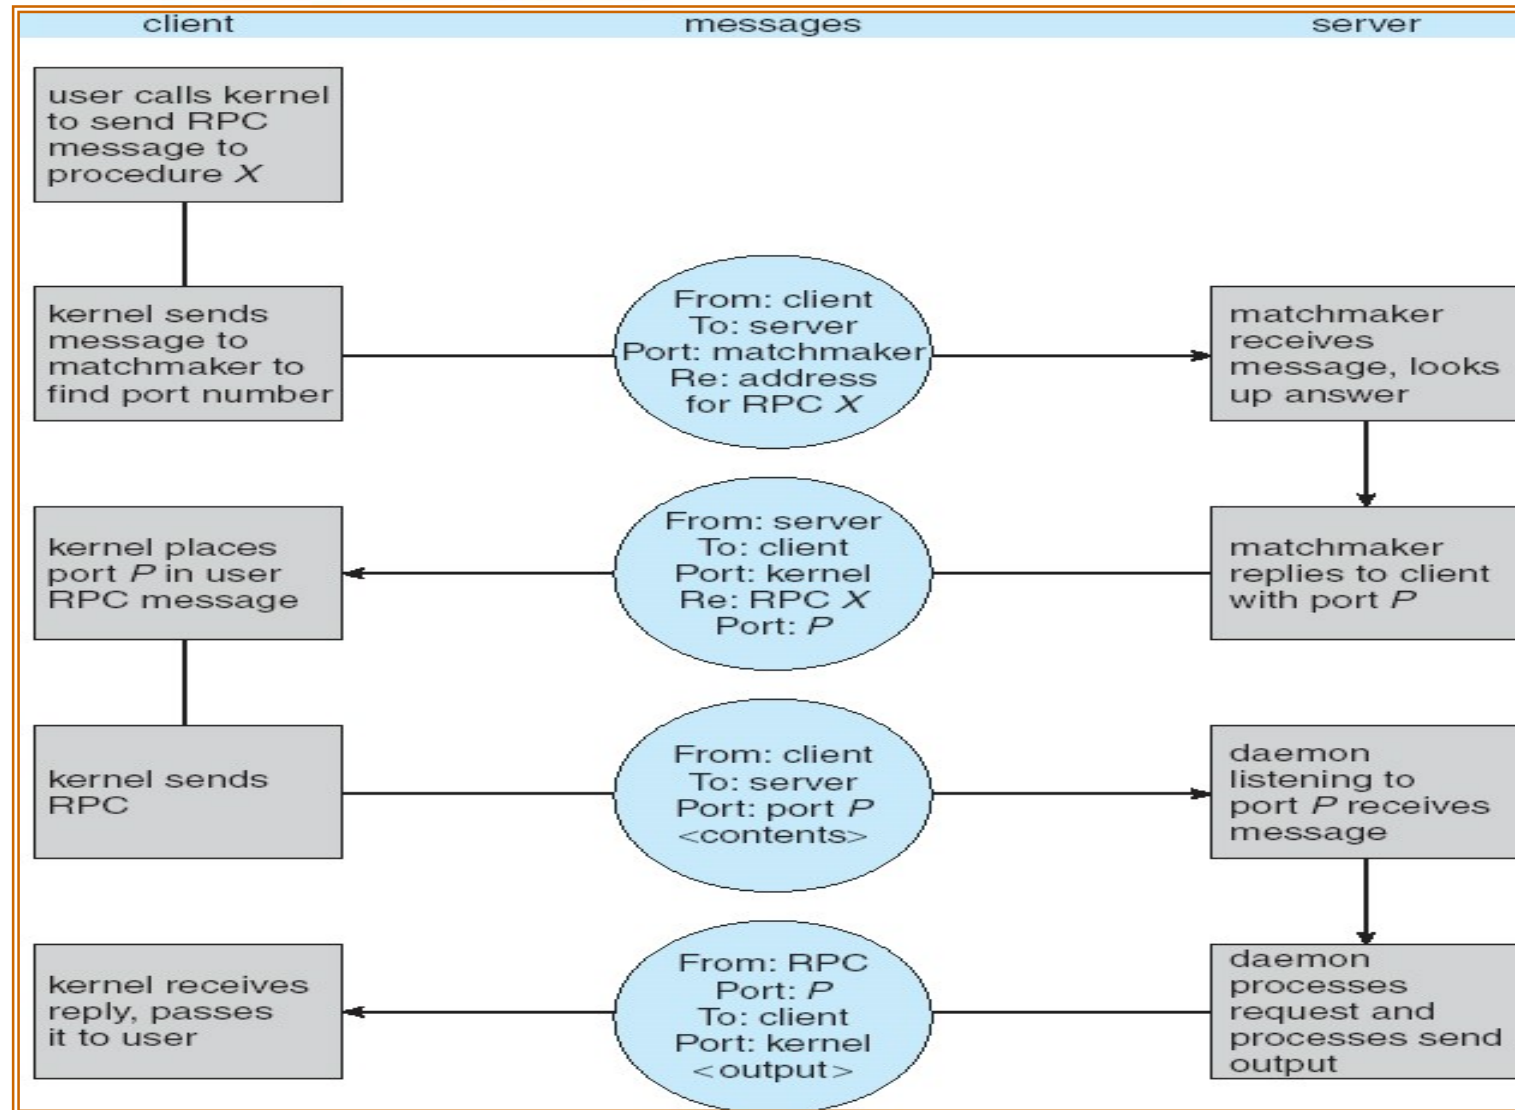 client
messages
server
user calls kernel
to send RPC
message to
procedure X
kernel sends
message to
matchmaker to
find port number
From: client
To: server
Port: matchmaker
Re: address
for RPC X
matchmaker
receives
message, looks
up answer
kernel places
port P in user
RPC message
From: server
To: client
Port: kernel
Re: RPC X
Port: P
matchmaker
replies to client
with port P
kernel sends
RPC
From: client
To: server
Port: port P
<contents>
daemon
listening to
port P receives
message
kernel receives
reply, passes
it to user
From: RPC
Port: P
To: client
Port: kernel
<output>
daemon
processes
request and
processes send
output